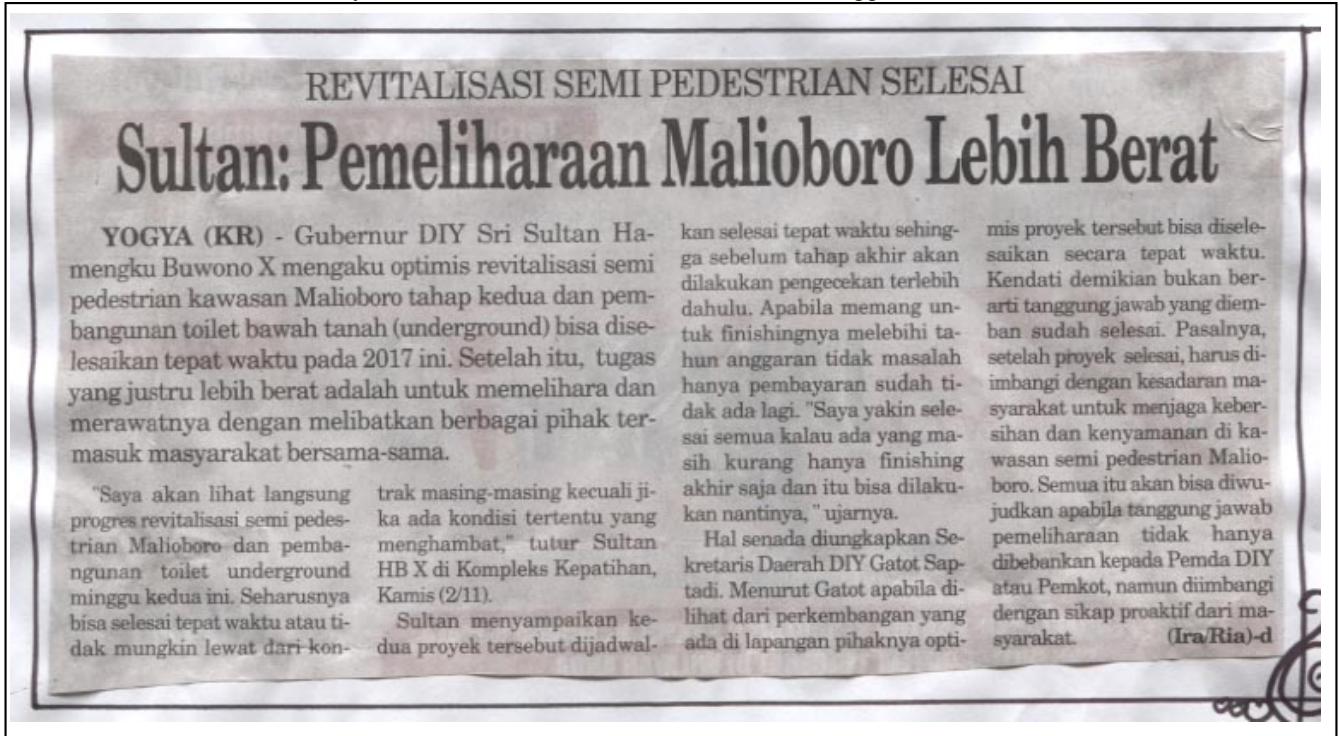 REVITALISASI SEMI PEDESTRIAN SELESAI
Sultan: Pemeliharaan Malioboro Lebih Berat
YOGYA (KR) - Gubernur DIY Sri Sultan Ha-
mengku Buwono X mengaku optimis revitalisasi semi
pedestrian kawasan Malioboro tahap kedua dan pem-
bangunan toilet bawah tanah (underground) bisa dise-
lesaikan tepat waktu pada 2017 ini. Setelah itu, tugas
yang justru lebih berat adalah untuk memelihara dan
merawatnya dengan melibatkan berbagai pihak ter-
masuk masyarakat bersama-sama.
"Saya akan lihat langsung
progres revitalisasi semi pedes-
trian Malioboro dan pemba-
ngunan toilet underground
minggu kedua ini. Seharusnya
bisa selesai tepat waktu atau ti-
dak mungkin lewat dari kon-
trak masing-masing kecuali ji-
ka ada kondisi tertentu yang
menghambat," tutur Sultan
HB X di Kompleks Kepatihan,
Kamis (2/11).
Sultan menyampaikan ke-
dua proyek tersebut dijadwal-
kan selesai tepat waktu sehing-
ga sebelum tahap akhir akan
dilakukan pengecekan terlebih
dahulu. Apabila memang un-
tuk finishingnya melebihi ta-
hun anggaran tidak masalah
hanya pembayaran sudah ti-
dak ada lagi. "Saya yakin sele-
sai semua kalau ada yang ma-
sih kurang hanya finishing
akhir saja dan itu bisa dilaku-
kan nantinya, " ujarnya.
Hal senada diungkapkan Se-
kretaris Daerah DIY Gatot Sap-
tadi. Menurut Gatot apabila di-
lihat dari perkembangan yang
ada di lapangan pihaknya opti-
mis proyek tersebut bisa disele-
saikan secara tepat waktu.
Kendati demikian bukan ber-
arti tanggung jawab yang diem-
ban sudah selesai. Pasalnya,
setelah proyek selesai, harus di-
imbangi dengan kesadaran ma-
syarakat untuk menjaga keber-
sihan dan kenyamanan di ka-
wasan semi pedestrian Malio-
boro. Semua itu akan bisa diwu-
judkan apabila tanggung jawab
pemeliharaan tidak hanya
dibebankan kepada Pemda DIY
atau Pemkot, namun diimbangi
dengan sikap proaktif dari ma-
syarakat. (Ira/Ria)-d